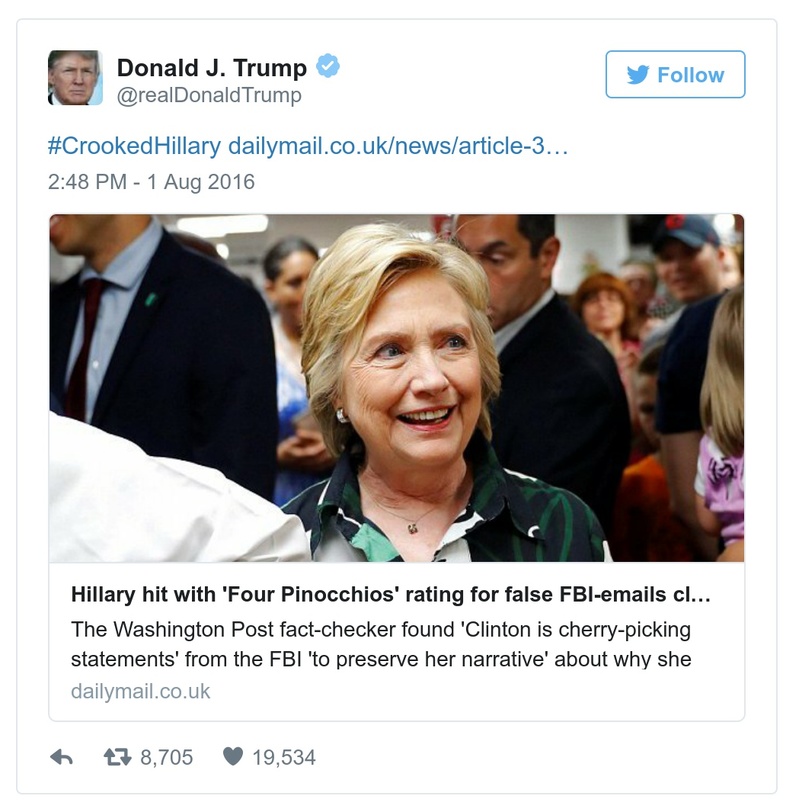 Donald J. Trump
Follow
@realDonaldTrump
#CrookedHillary dailymail.co.uk/news/article-3…
2:48 PM - 1 Aug 2016
Hillary hit with 'Four Pinocchios' rating for false FBI-emails cl…
The Washington Post fact-checker found 'Clinton is cherry-picking
statements' from the FBI 'to preserve her narrative' about why she
dailymail.co.uk
8,705 19,534